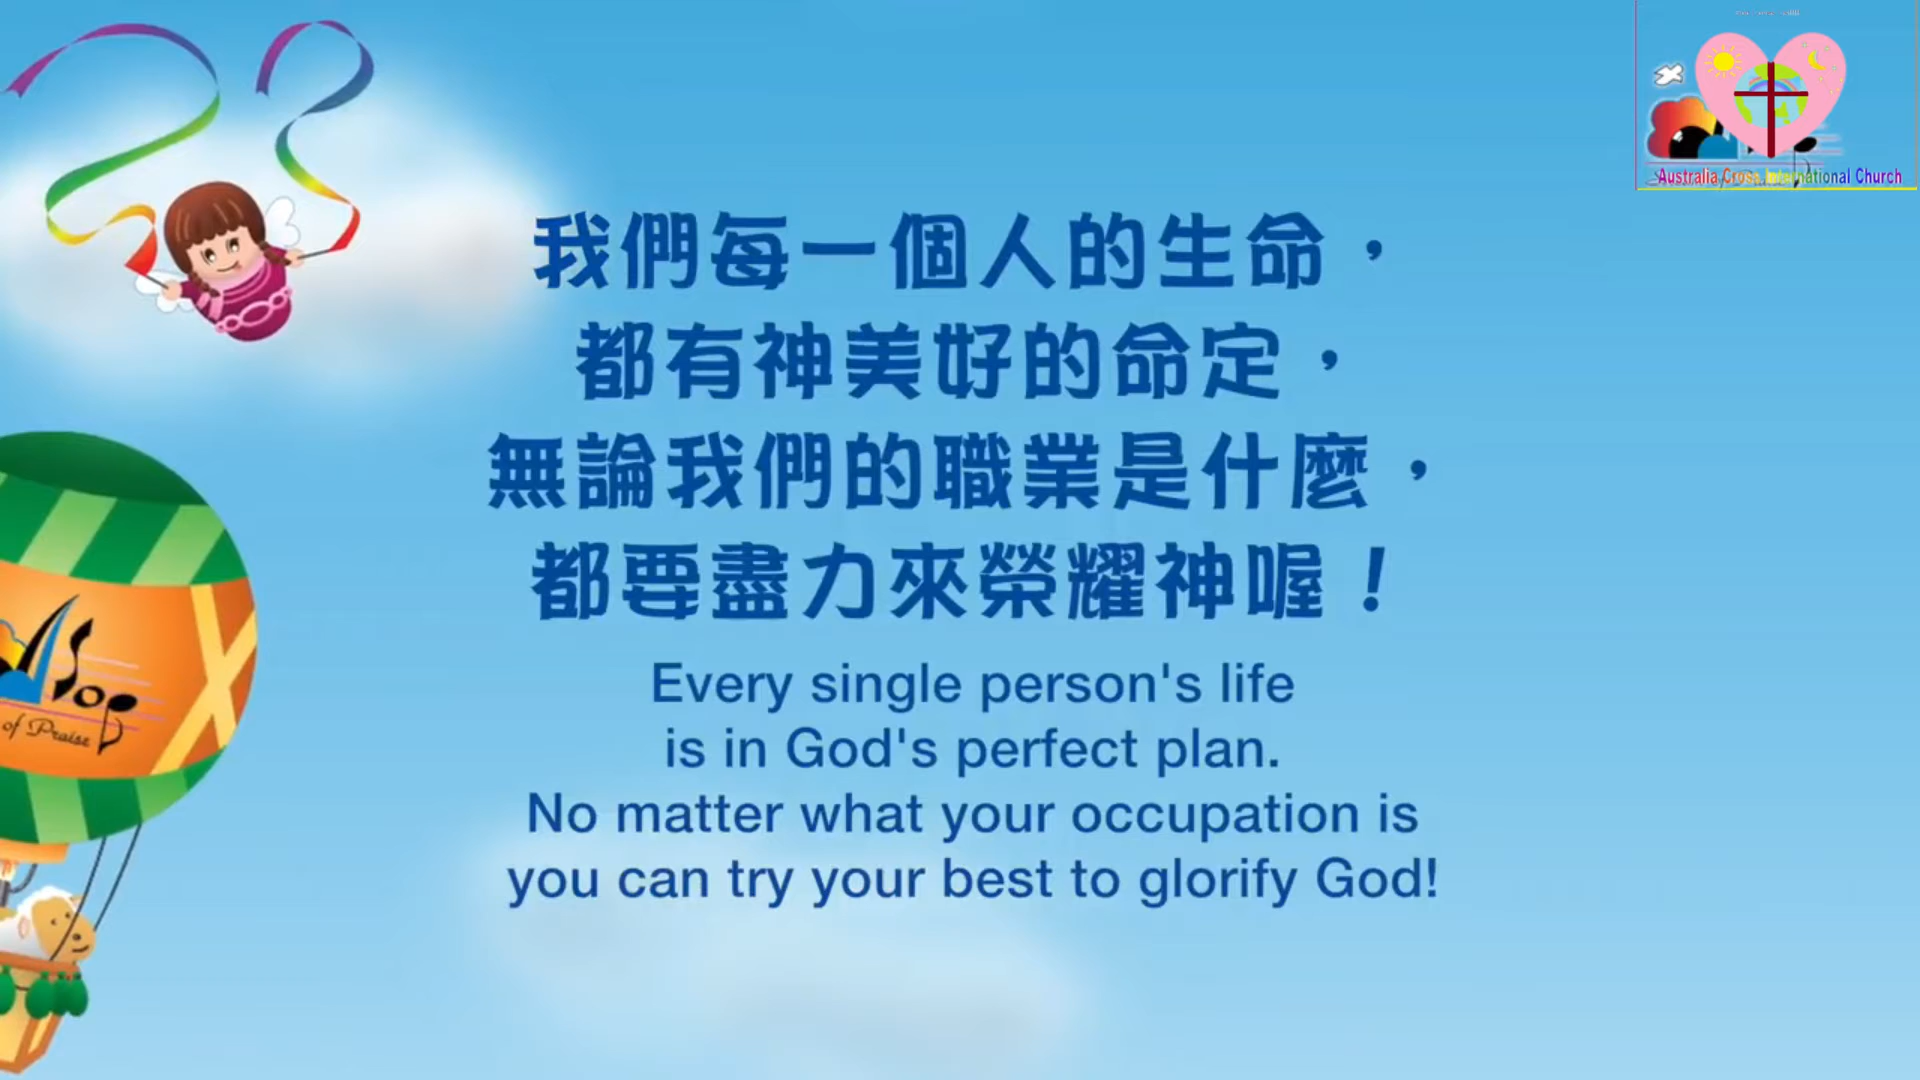 Australia Cross International Church
我們每一個人的生命，
都有神美好的命定，
無論我們的職業是什麼，
都要盡力來榮耀神喔！
Every single person's life
is in God's perfect plan.
No matter what your occupation is
you can try your best to glorify God!
Sop
of Praise